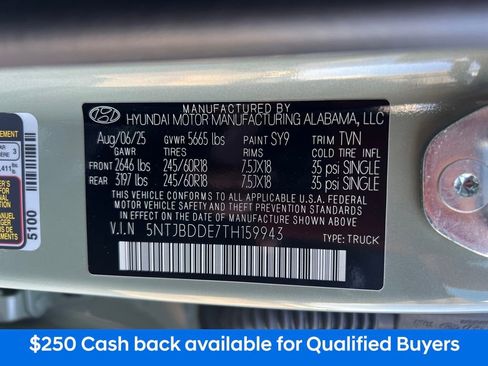 MANUFACTURED BY
HYUNDAI MOTOR MANUFACTURING ALABAMA, LLC
Aug/06/25 GVWR 5665 lbs PAINT SY9 TRIM TVN
GAWR TIRES RIMS COLD TIRE INFL
FRONT 2646 lbs 245/60R18 7.5JX18 35 psi SINGLE
REAR 3197 lbs 245/60R18 7.5JX18 35 psi SINGLE
THIS VEHICLE CONFORMS TO ALL APPLICABLE U.S.A. FEDERAL
MOTOR VEHICLE SAFETY AND THEFT PREVENTION STANDARDS
IN EFFECT ON THE DATE OF MANUFACTURE SHOWN ABOVE
V.I.N 5NTJBDDE7TH159943
TYPE: TRUCK
5100
$250 Cash back available for Qualified Buyers